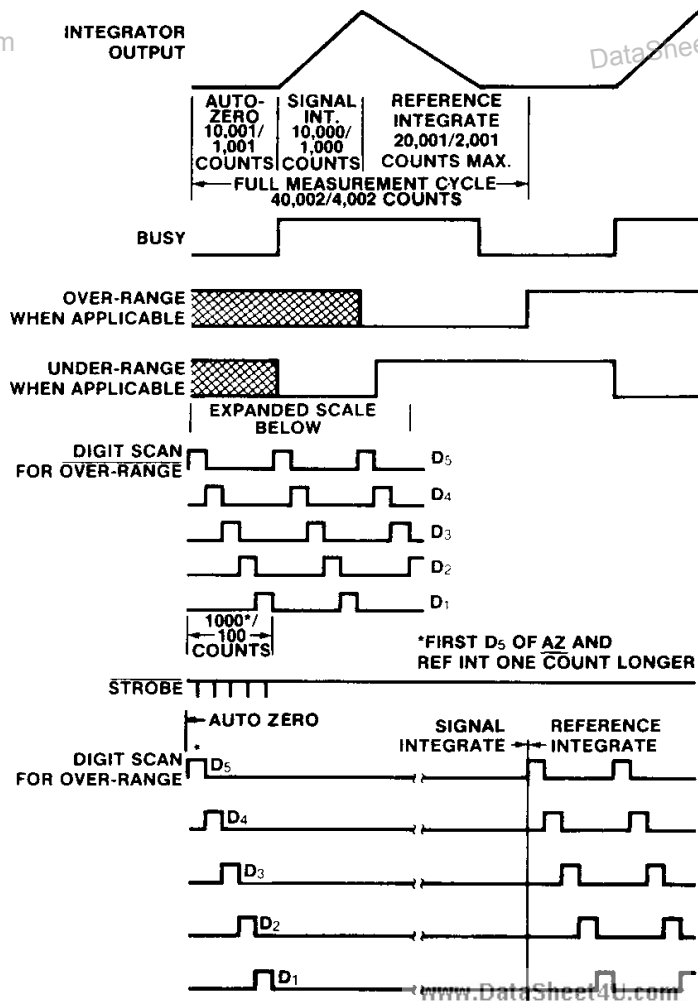 m
INTEGRATOR
OUTPUT
DataShee
AUTO-
ZERO
10,001/
1,001
COUNTS
SIGNAL
INT.
10,000/
1,000
COUNTS
REFERENCE
INTEGRATE
20,001/2,001
COUNTS MAX.
FULL MEASUREMENT CYCLE
40,002/4,002 COUNTS
BUSY
OVER-RANGE
WHEN APPLICABLE
UNDER-RANGE
WHEN APPLICABLE
EXPANDED SCALE
BELOW
DIGIT SCAN
FOR OVER-RANGE
D5
D4
D3
D2
D1
1000*/
100
COUNTS
*FIRST D5 OF AZ AND
REF INT ONE COUNT LONGER
STROBE
AUTO ZERO
SIGNAL
INTEGRATE
REFERENCE
INTEGRATE
DIGIT SCAN
FOR OVER-RANGE
*
D5
D4
D3
D2
D1
www.DataSheet4U.com